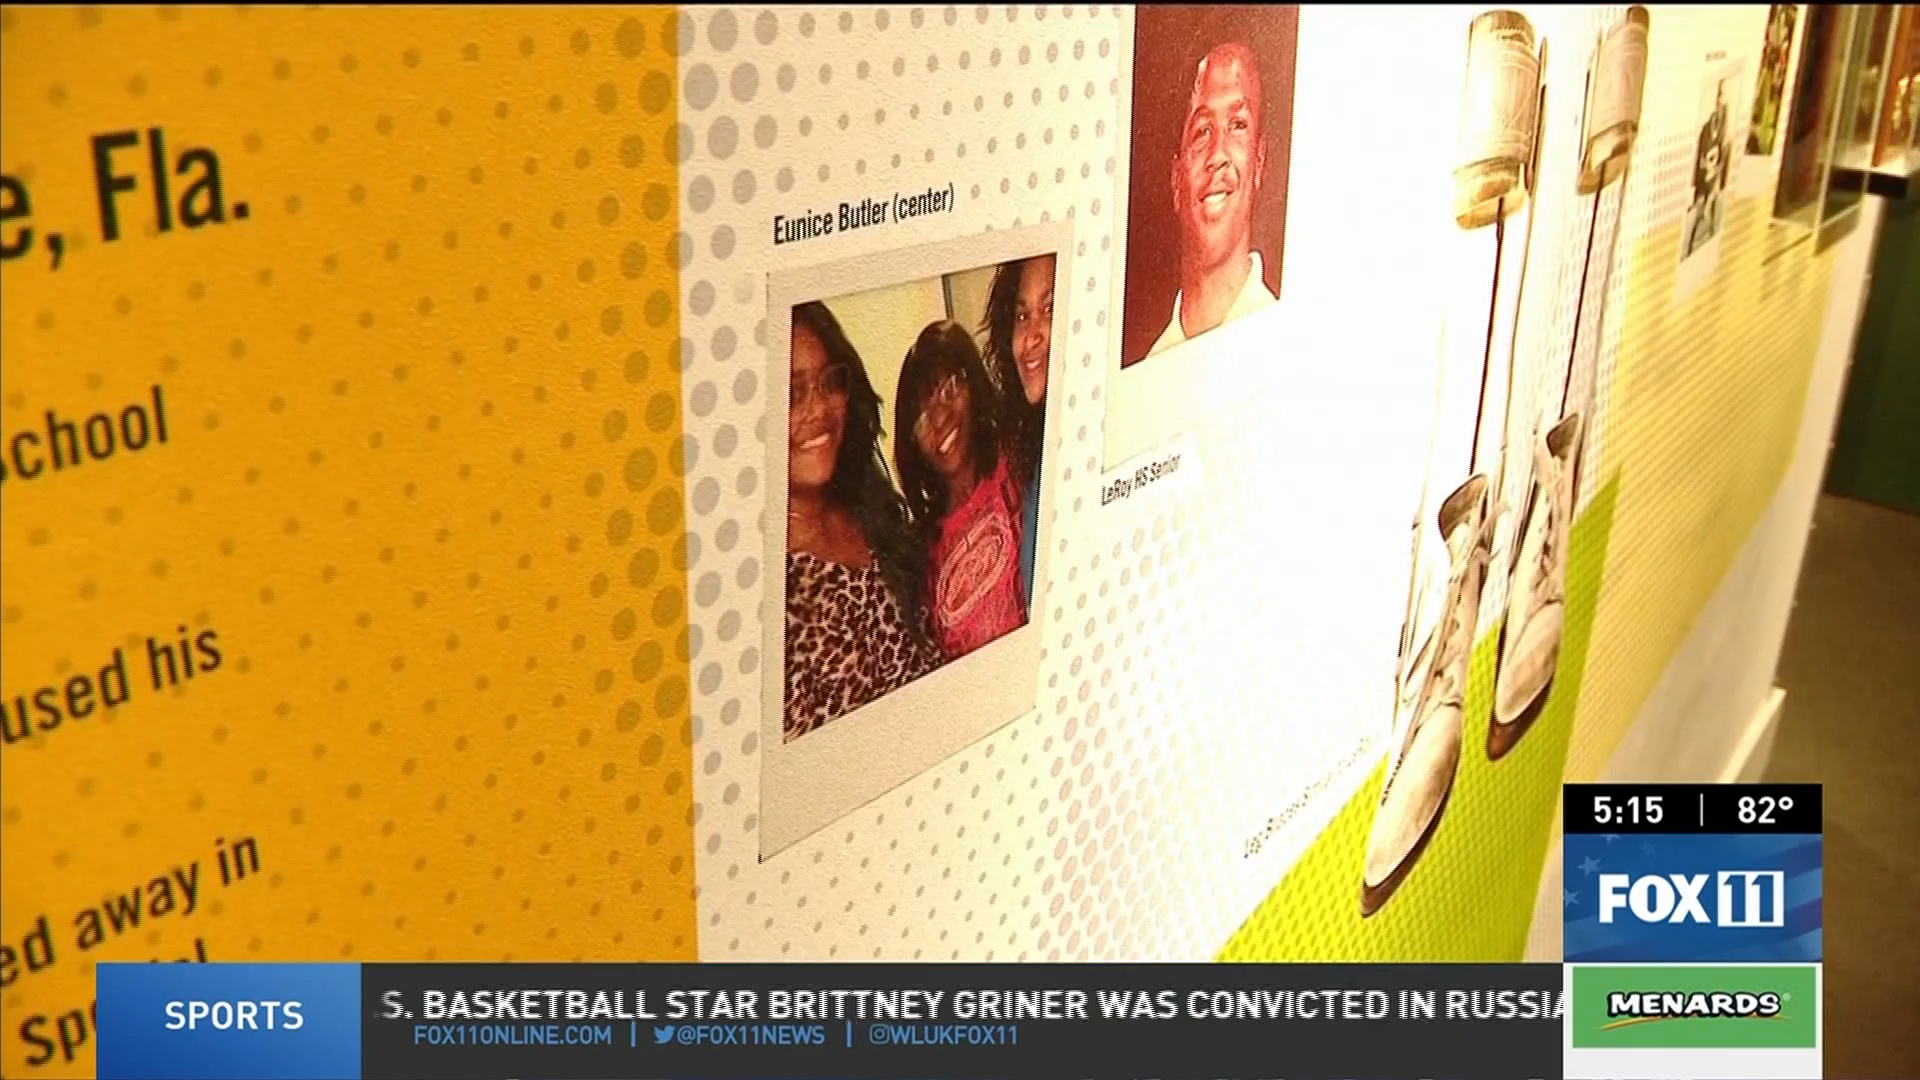 e, Fla.
school
used his
ed away in
Eunice Butler (center)
LeRoy HS Senior
5:15 | 82°
FOX 11
MENARDS
SPORTS
S. BASKETBALL STAR BRITTNEY GRINER WAS CONVICTED IN RUSSIA
FOX11ONLINE.COM | @FOX11NEWS | @WLUKFOX11